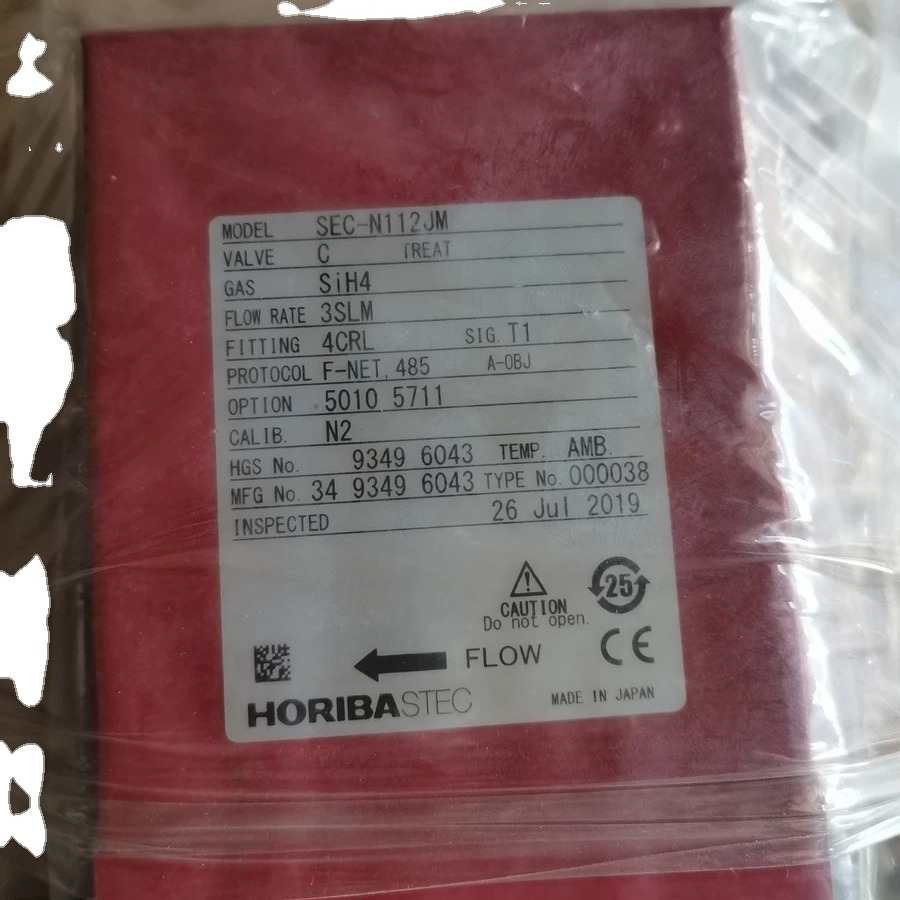 MODEL SEC-N112JM
VALVE C TREAT
GAS SiH4
FLOW RATE 3SLM
FITTING 4CRL SIG. T1
PROTOCOL F-NET, 485 A-OBJ
OPTION 5010 5711
CALIB. N2
HGS No. 9349 6043 TEMP. AMB.
MFG No. 34 9349 6043 TYPE No. 000038
INSPECTED 26 Jul 2019
25
CAUTION
Do not open.
CE
FLOW
HORIBASTEC
MADE IN JAPAN